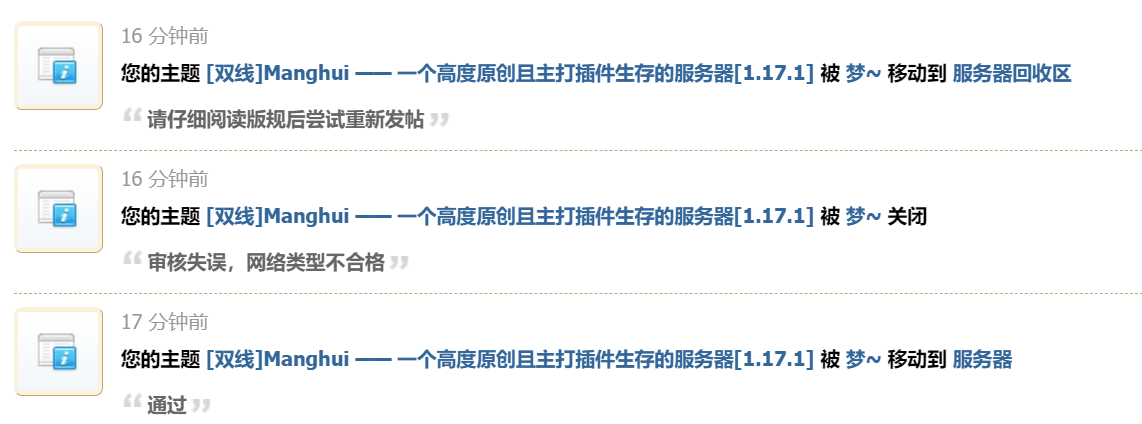 16 分钟前
您的主题 [双线]Manghui —— 一个高度原创且主打插件生存的服务器[1.17.1] 被 梦~ 移动到 服务器回收区
“ 请仔细阅读版规后尝试重新发帖 ”
16 分钟前
您的主题 [双线]Manghui —— 一个高度原创且主打插件生存的服务器[1.17.1] 被 梦~ 关闭
“ 审核失误，网络类型不合格 ”
17 分钟前
您的主题 [双线]Manghui —— 一个高度原创且主打插件生存的服务器[1.17.1] 被 梦~ 移动到 服务器
“ 通过 ”